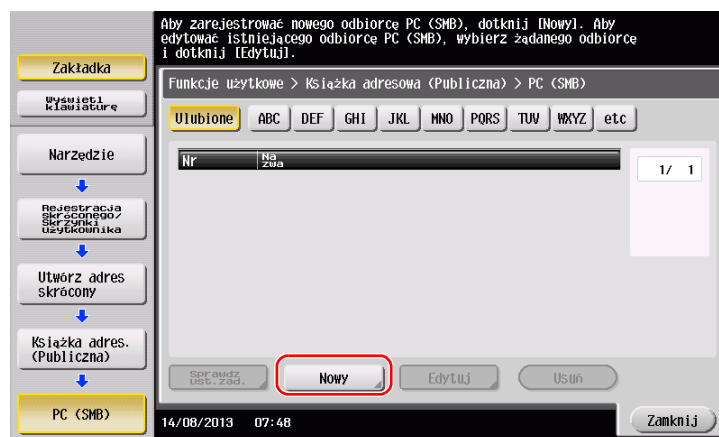 Aby zarejestrować nowego odbiorcę PC (SMB), dotknij [Nowy]. Aby
edytować istniejącego odbiorcę PC (SMB), wybierz żądanego odbiorcę
i dotknij [Edytuj].
Zakładka
Wyświetl
klawiaturę
Narzędzie
Rejestracja
skróconego/
Skrzynki
użytkownika
Utwórz adres
skrócony
Książka adres.
(Publiczna)
PC (SMB)
Funkcje użytkowe > Książka adresowa (Publiczna) > PC (SMB)
Ulubione ABC DEF GHI JKL MNO PQRS TUV WXYZ etc
Nr Na
zwa
1/ 1
Sprawdz
ust.zad.
Nowy Edytuj Usuń
14/08/2013 07:48 Zamknij